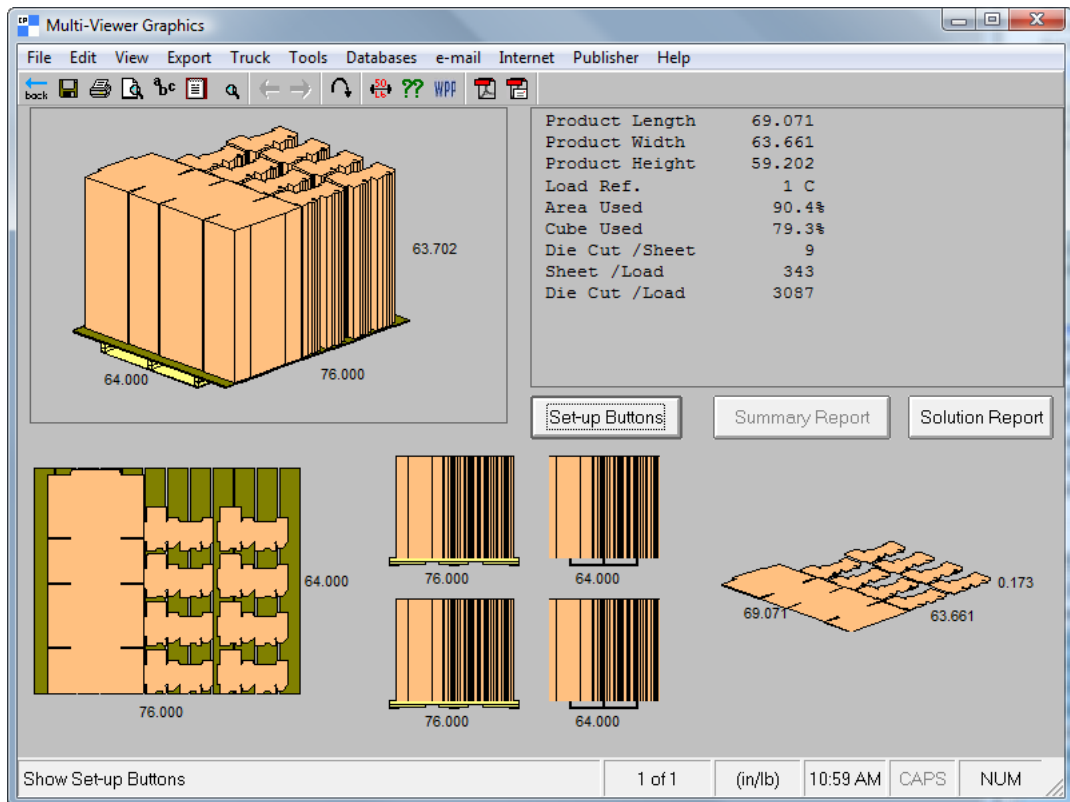 CP Multi-Viewer Graphics
File Edit View Export Truck Tools Databases e-mail Internet Publisher Help
back abc 50 Lb ?? WPP
Product Length 69.071
Product Width 63.661
Product Height 59.202
Load Ref. 1 C
Area Used 90.4%
Cube Used 79.3%
Die Cut /Sheet 9
Sheet /Load 343
Die Cut /Load 3087
63.702
64.000
76.000
Set-up Buttons Summary Report Solution Report
64.000
76.000
76.000 64.000
76.000 64.000
0.173
69.071 63.661
Show Set-up Buttons 1 of 1 (in/lb) 10:59 AM CAPS NUM